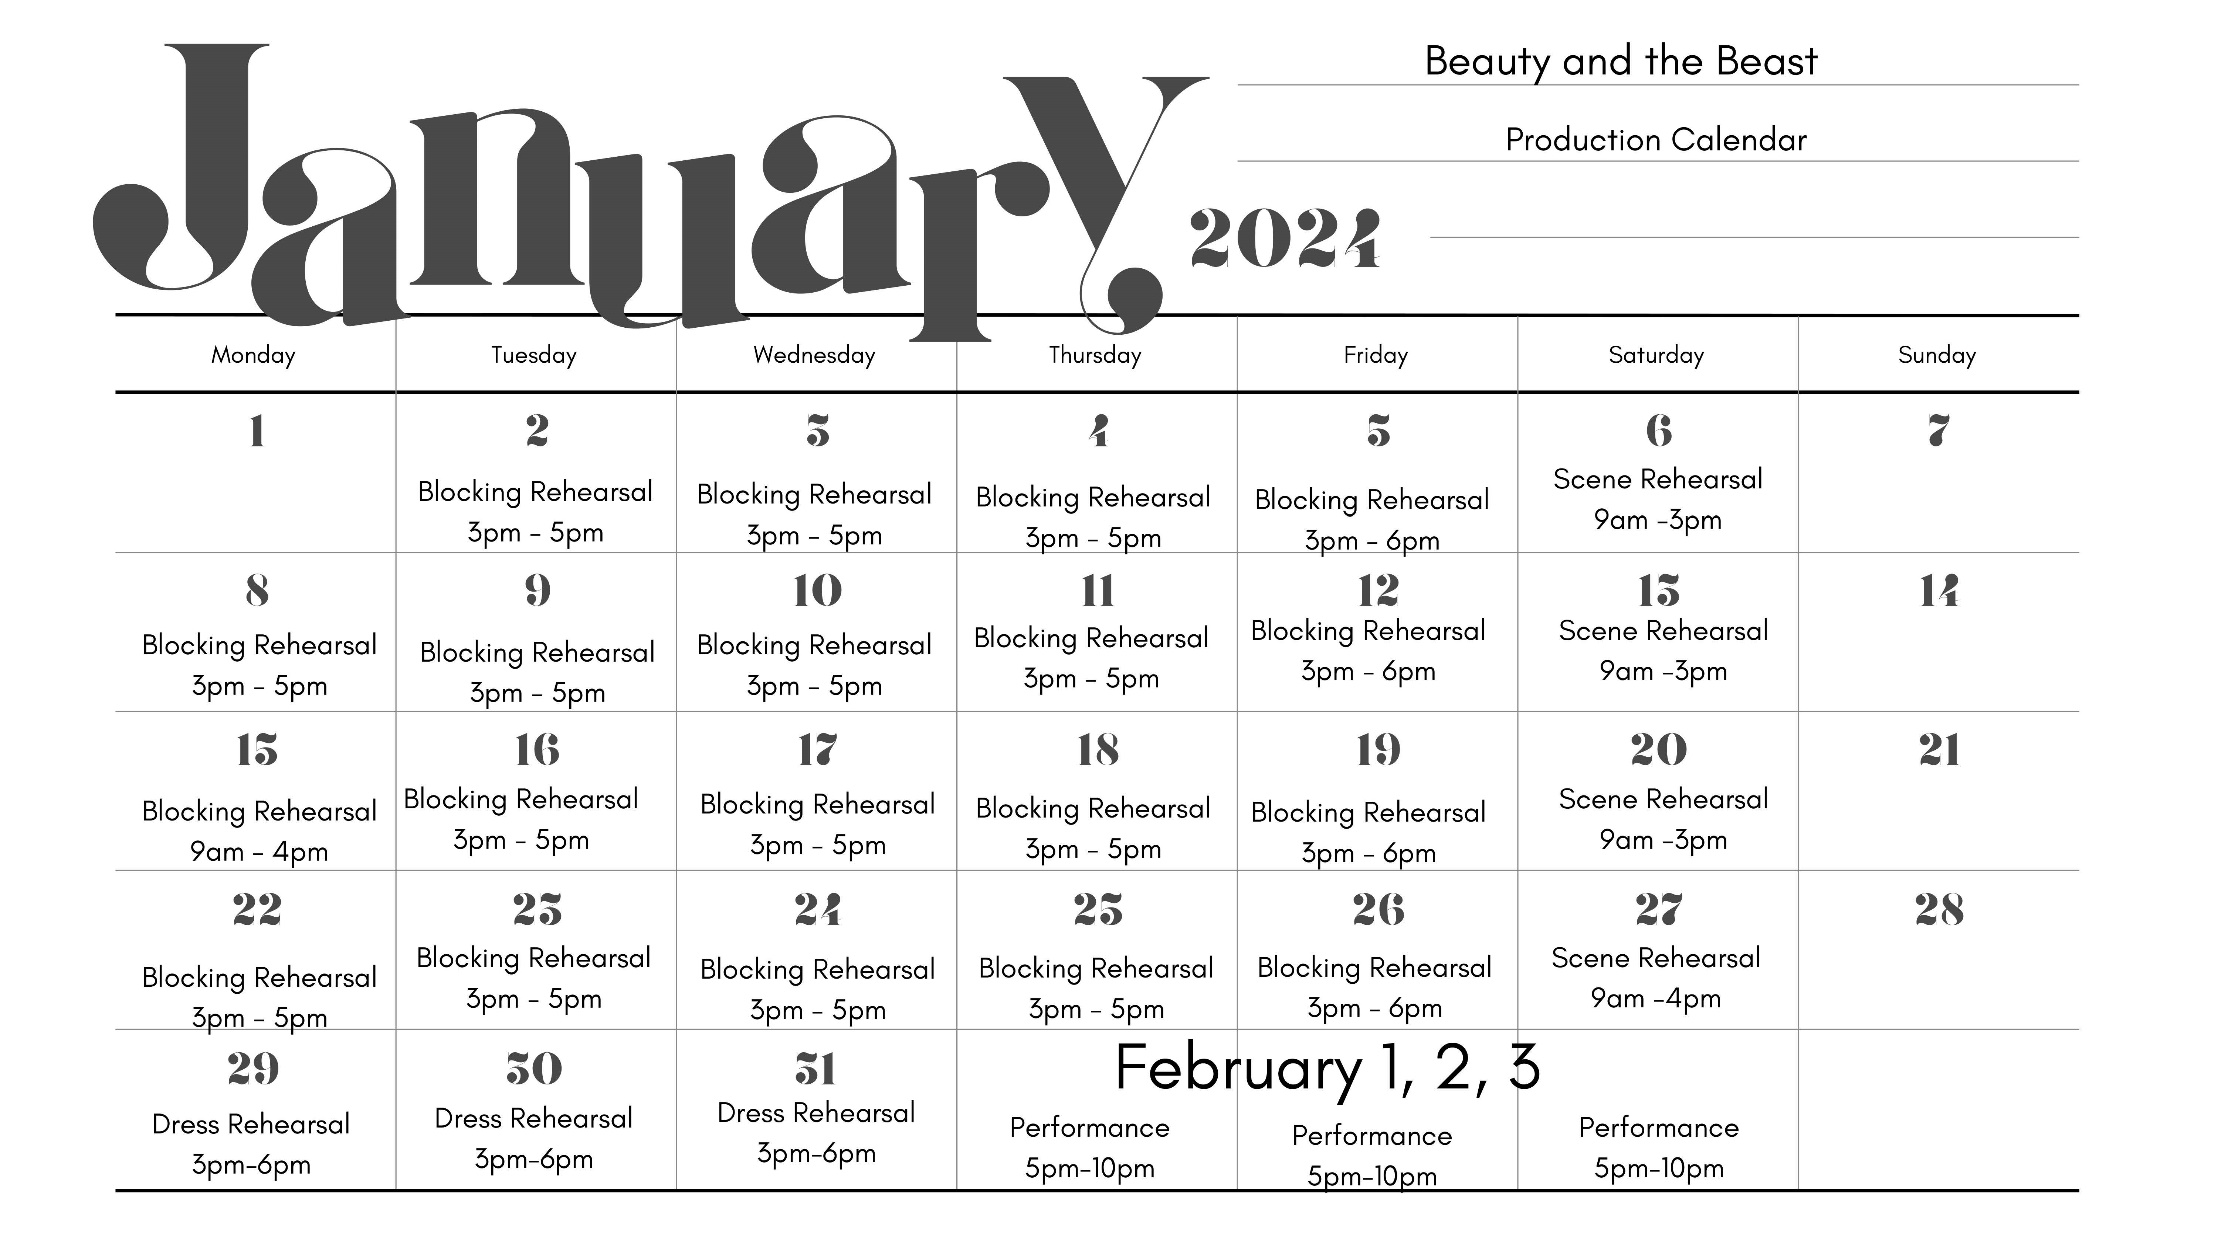 January 2024
Beauty and the Beast
Production Calendar
Monday Tuesday Wednesday Thursday Friday Saturday Sunday
1 2 3 4 5 6 7
Blocking Rehearsal Blocking Rehearsal Blocking Rehearsal Blocking Rehearsal Scene Rehearsal
3pm - 5pm 3pm - 5pm 3pm - 5pm 3pm - 6pm 9am -3pm
8 9 10 11 12 13 14
Blocking Rehearsal Blocking Rehearsal Blocking Rehearsal Blocking Rehearsal Blocking Rehearsal Scene Rehearsal
3pm - 5pm 3pm - 5pm 3pm - 5pm 3pm - 5pm 3pm - 6pm 9am -3pm
15 16 17 18 19 20 21
Blocking Rehearsal Blocking Rehearsal Blocking Rehearsal Blocking Rehearsal Blocking Rehearsal Scene Rehearsal
9am - 4pm 3pm - 5pm 3pm - 5pm 3pm - 5pm 3pm - 6pm 9am -3pm
22 23 24 25 26 27 28
Blocking Rehearsal Blocking Rehearsal Blocking Rehearsal Blocking Rehearsal Blocking Rehearsal Scene Rehearsal
3pm - 5pm 3pm - 5pm 3pm - 5pm 3pm - 5pm 3pm - 6pm 9am -4pm
29 30 31 February 1, 2, 3
Dress Rehearsal Dress Rehearsal Dress Rehearsal Performance Performance Performance
3pm-6pm 3pm-6pm 3pm-6pm 5pm-10pm 5pm-10pm 5pm-10pm